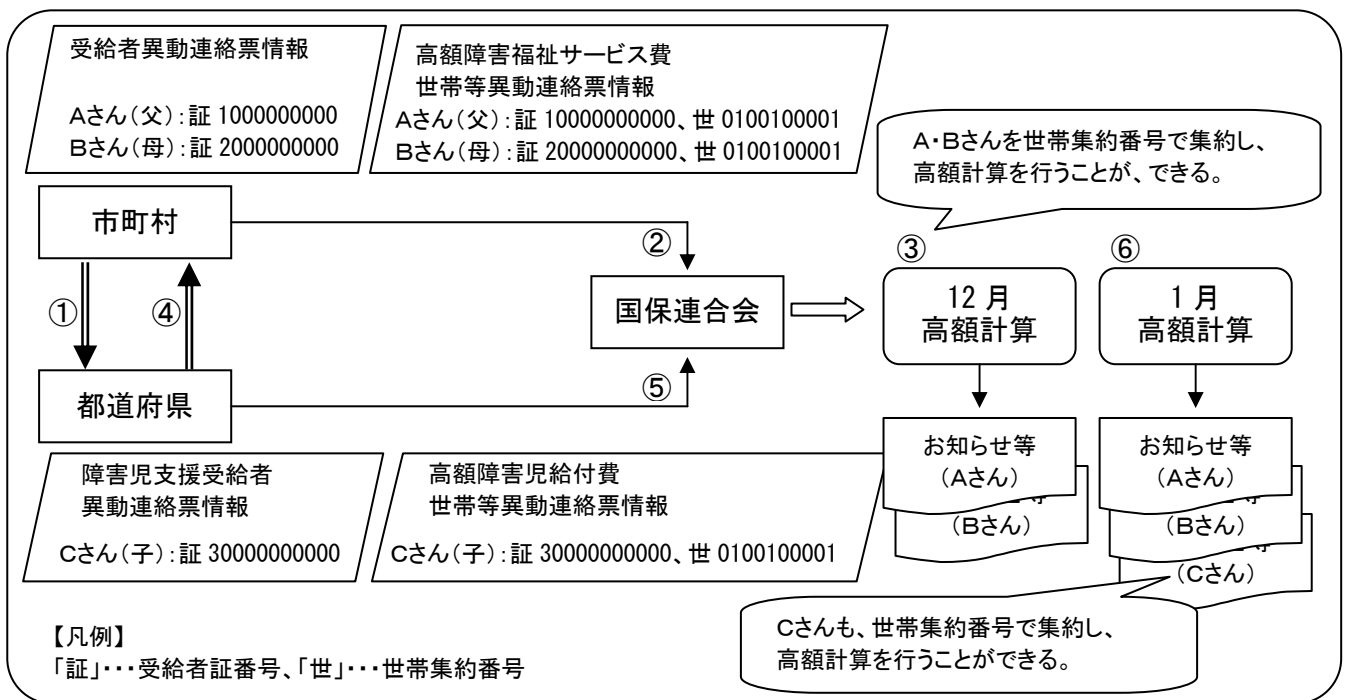 受給者異動連絡票情報
Aさん(父):証 1000000000
Bさん(母):証 2000000000
高額障害福祉サービス費
世帯等異動連絡票情報
Aさん(父):証 10000000000、世 0100100001
Bさん(母):証 20000000000、世 0100100001
A・Bさんを世帯集約番号で集約し、
高額計算を行うことが、できる。
市町村
①
④
都道府県
②
国保連合会
⑤
③
12 月
高額計算
⑥
1 月
高額計算
お知らせ等
(Aさん)
(Bさん)
お知らせ等
(Aさん)
(Bさん)
(Cさん)
障害児支援受給者
異動連絡票情報
Cさん(子):証 30000000000
高額障害児給付費
世帯等異動連絡票情報
Cさん(子):証 30000000000、世 0100100001
Cさんも、世帯集約番号で集約し、
高額計算を行うことができる。
【凡例】
「証」・・・受給者証番号、「世」・・・世帯集約番号